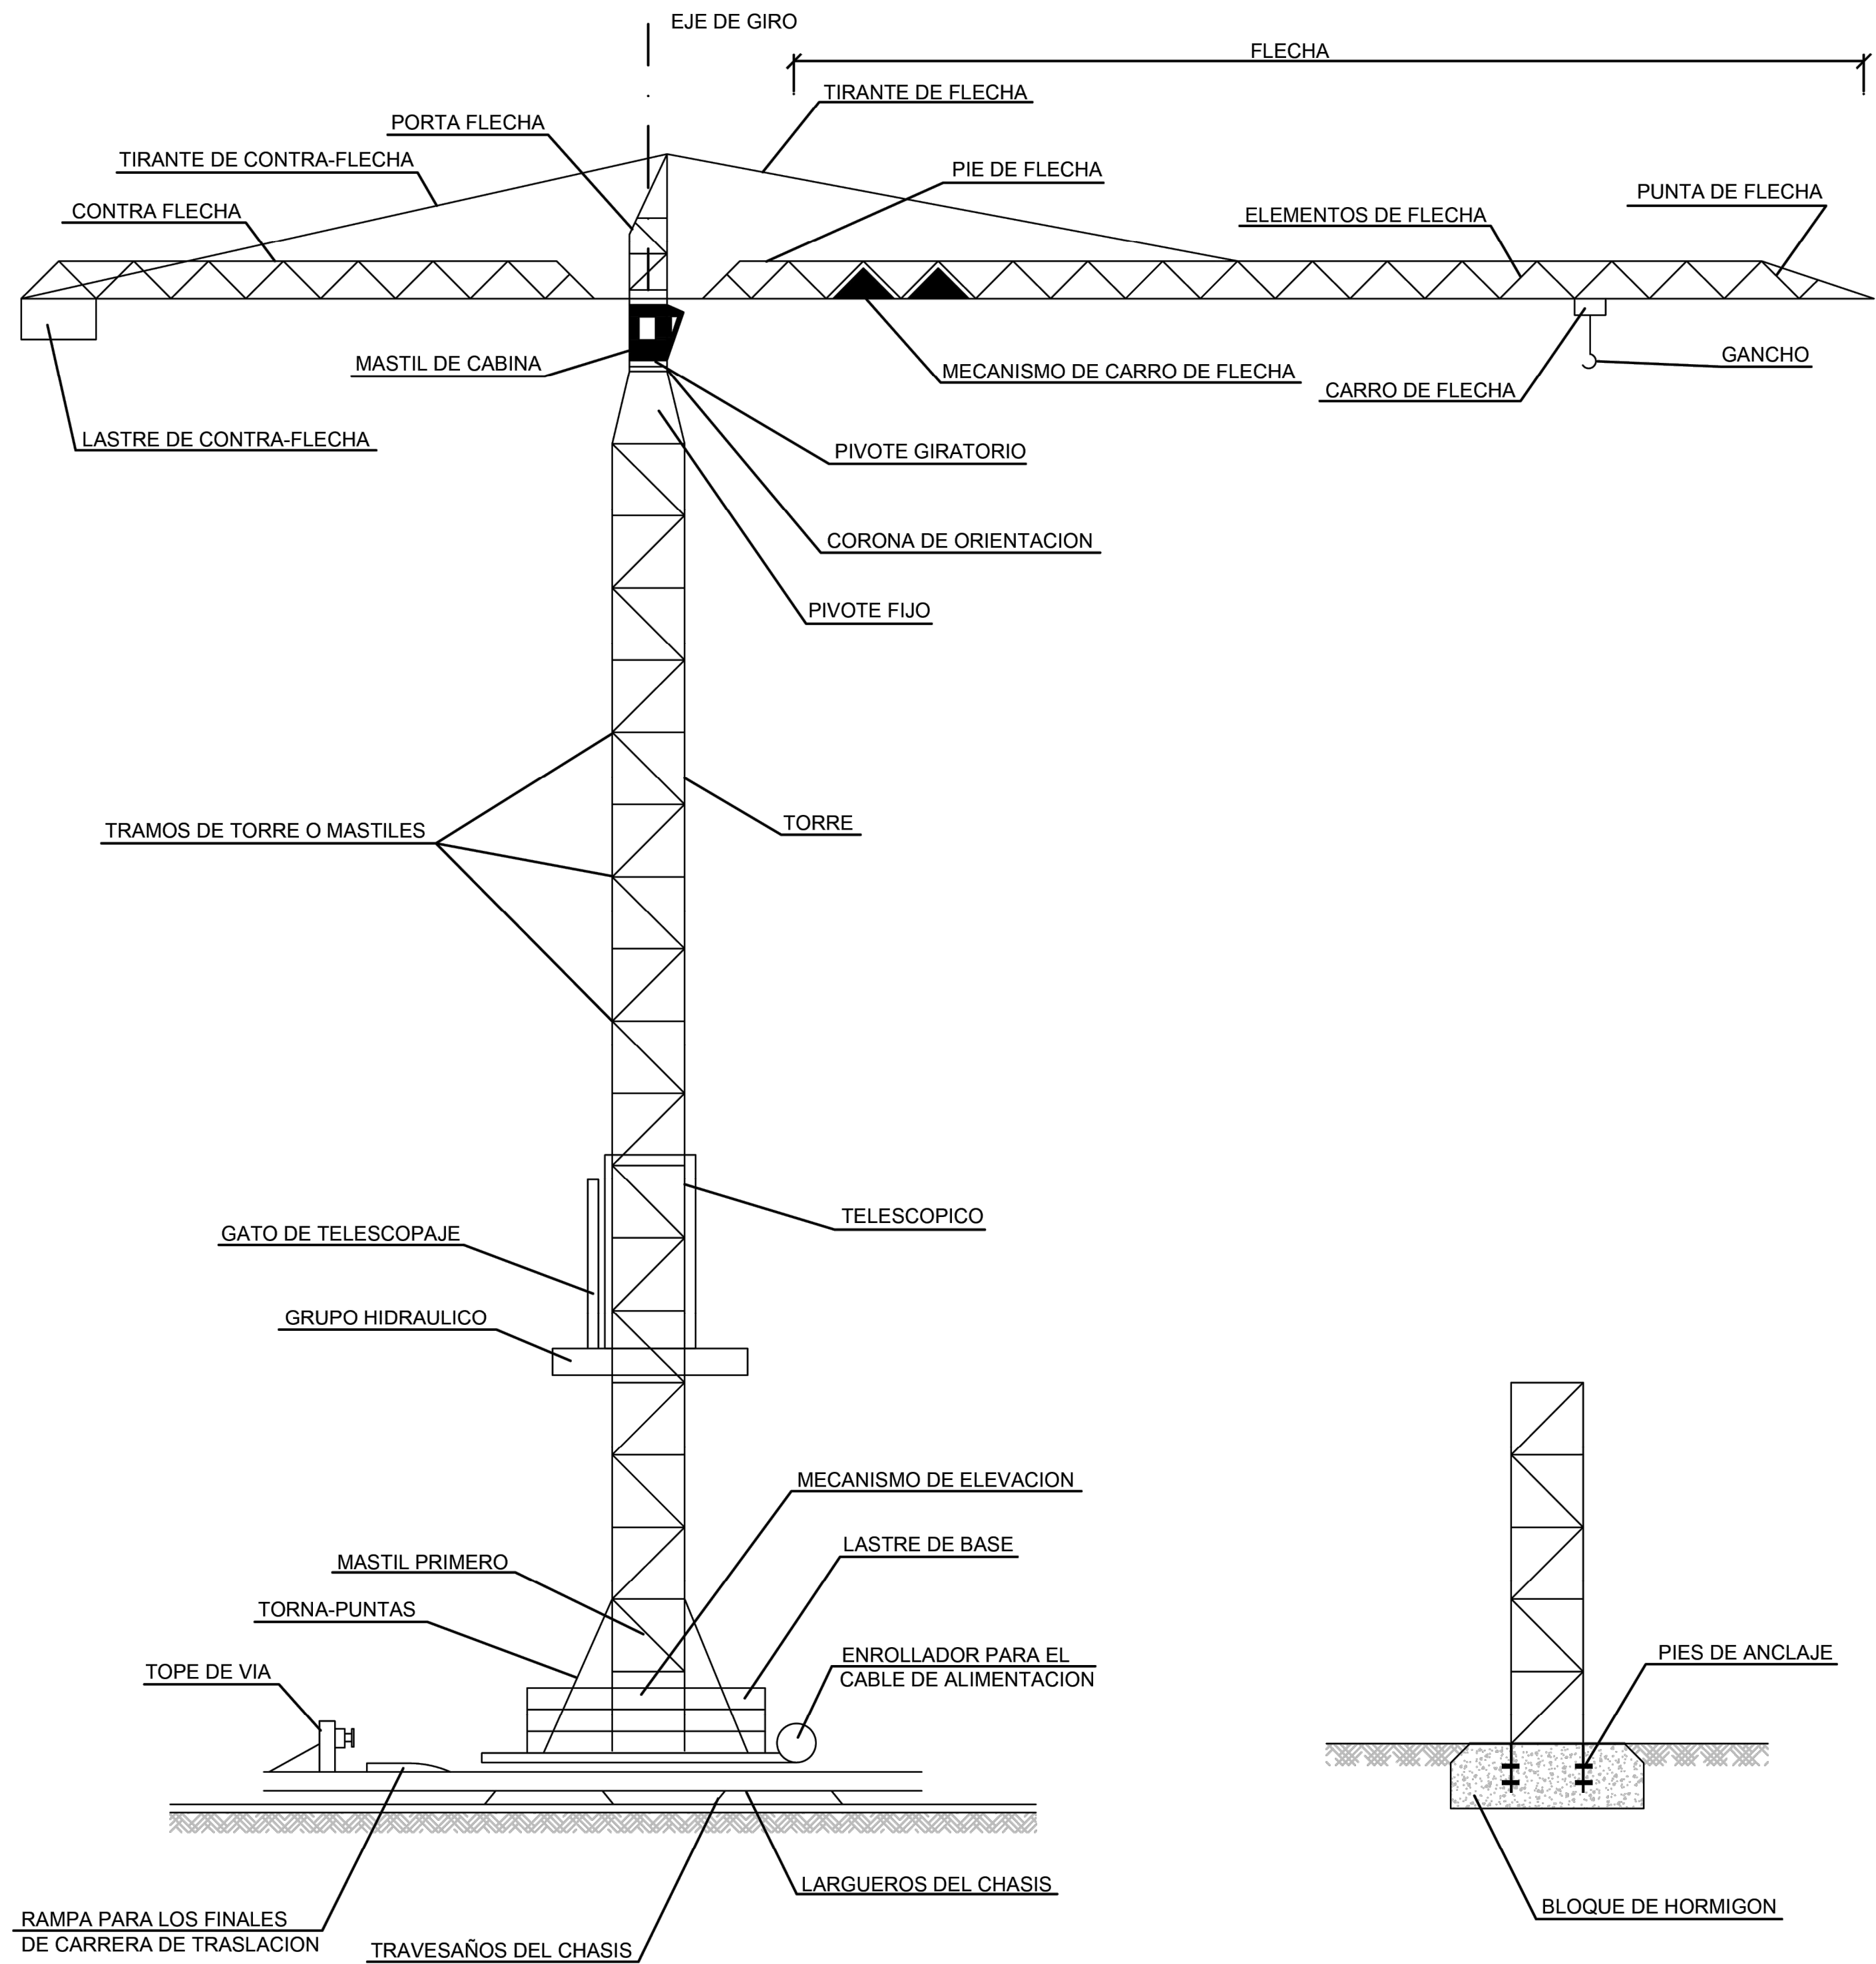 EJE DE GIRO
FLECHA
TIRANTE DE FLECHA
PORTA FLECHA
TIRANTE DE CONTRA-FLECHA
PIE DE FLECHA
PUNTA DE FLECHA
CONTRA FLECHA
ELEMENTOS DE FLECHA
MASTIL DE CABINA
MECANISMO DE CARRO DE FLECHA
GANCHO
CARRO DE FLECHA
LASTRE DE CONTRA-FLECHA
PIVOTE GIRATORIO
CORONA DE ORIENTACION
PIVOTE FIJO
TRAMOS DE TORRE O MASTILES
TORRE
TELESCOPICO
GATO DE TELESCOPAJE
GRUPO HIDRAULICO
MECANISMO DE ELEVACION
LASTRE DE BASE
MASTIL PRIMERO
TORNA-PUNTAS
ENROLLADOR PARA EL
CABLE DE ALIMENTACION
PIES DE ANCLAJE
TOPE DE VIA
LARGUEROS DEL CHASIS
BLOQUE DE HORMIGON
RAMPA PARA LOS FINALES
DE CARRERA DE TRASLACION
TRAVESAÑOS DEL CHASIS